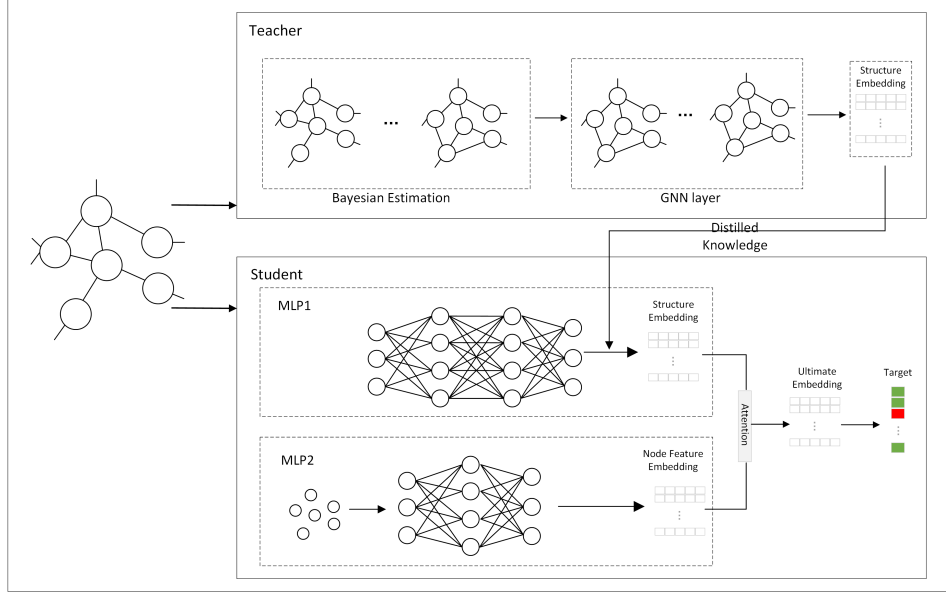 Teacher
Structure
Embedding
Bayesian Estimation
GNN layer
Distilled
Knowledge
Student
MLP1
Structure
Embedding
Ultimate
Embedding
Target
Attention
MLP2
Node Feature
Embedding